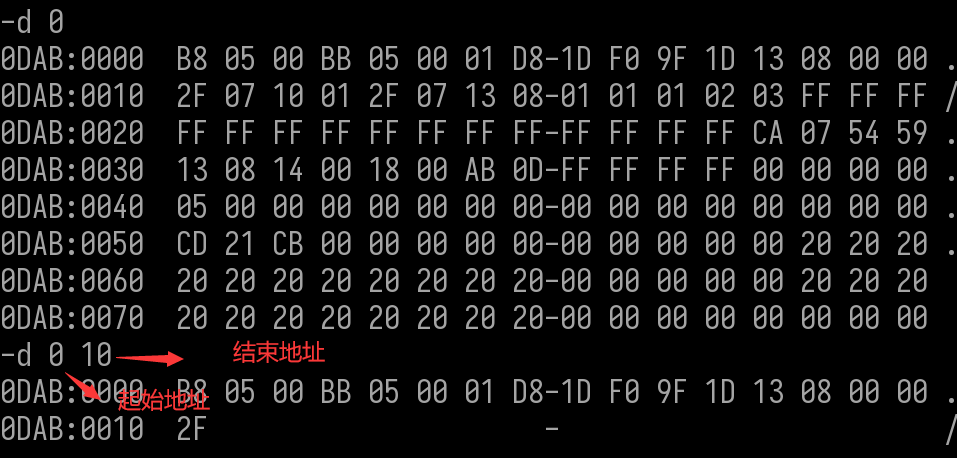 -d 0
0DAB:0000  B8 05 00 BB 05 00 01 D8-1D F0 9F 1D 13 08 00 00 .
0DAB:0010  2F 07 10 01 2F 07 13 08-01 01 01 02 03 FF FF FF /
0DAB:0020  FF FF FF FF FF FF FF FF-FF FF FF FF CA 07 54 59 .
0DAB:0030  13 08 14 00 18 00 AB 0D-FF FF FF FF 00 00 00 00 .
0DAB:0040  05 00 00 00 00 00 00 00-00 00 00 00 00 00 00 00 .
0DAB:0050  CD 21 CB 00 00 00 00 00-00 00 00 00 00 20 20 20 .
0DAB:0060  20 20 20 20 20 20 20 20-00 00 00 00 00 20 20 20
0DAB:0070  20 20 20 20 20 20 20 20-00 00 00 00 00 00 00 00
-d 0 10 结束地址
0DAB:0000  B8 05 00 BB 05 00 01 D8-1D F0 9F 1D 13 08 00 00 .
起始地址
0DAB:0010  2F - /